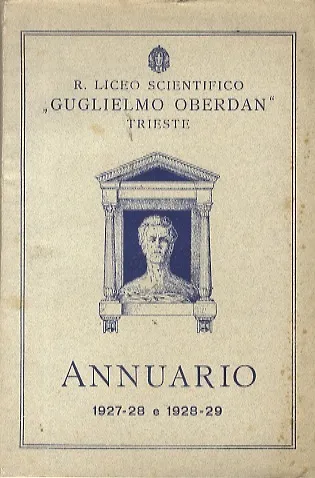 R. LICEO SCIENTIFICO
„GUGLIELMO OBERDAN“
TRIESTE
ANNUARIO
1927-28 e 1928-29